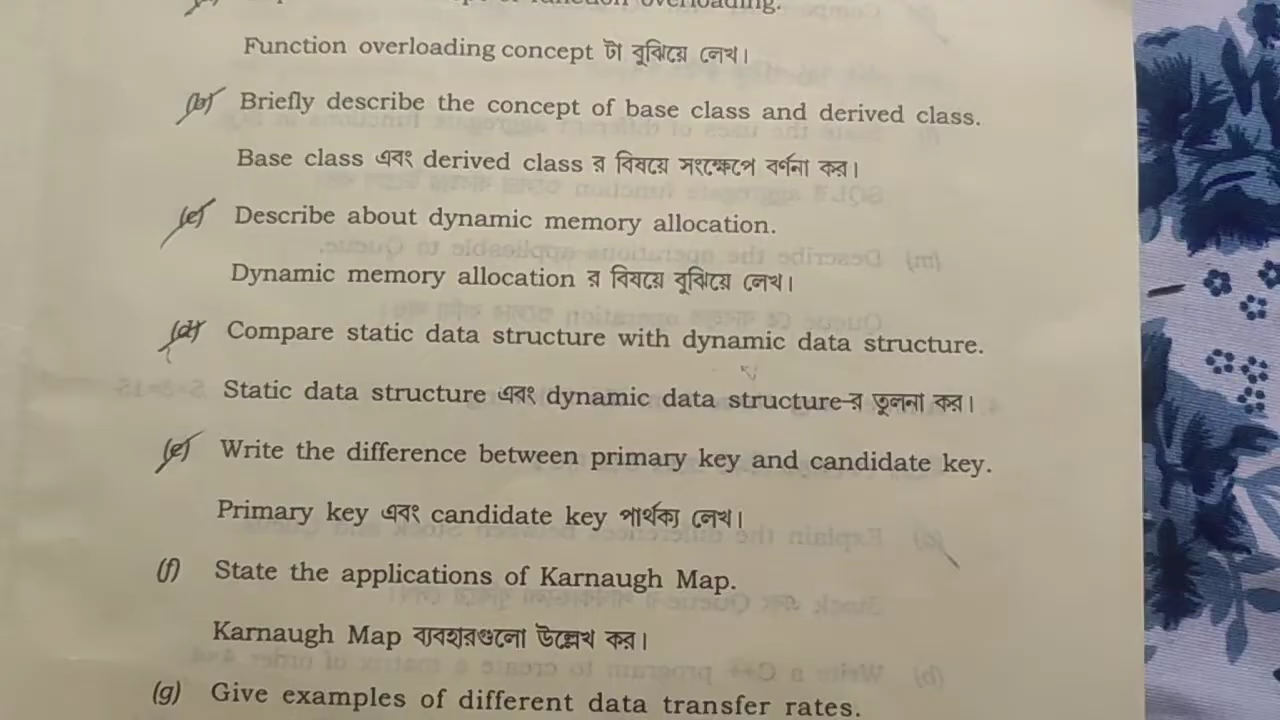 function overloading.
Function overloading concept টা বুঝিয়ে লেখ।
(b) Briefly describe the concept of base class and derived class.
Base class এবং derived class র বিষয়ে সংক্ষেপে বর্ণনা কর।
(c) Describe about dynamic memory allocation.
Dynamic memory allocation র বিষয়ে বুঝিয়ে লেখ।
(d) Compare static data structure with dynamic data structure.
Static data structure এবং dynamic data structure-র তুলনা কর।
(e) Write the difference between primary key and candidate key.
Primary key এবং candidate key পার্থক্য লেখ।
(f) State the applications of Karnaugh Map.
Karnaugh Map ব্যবহারগুলো উল্লেখ কর।
(g) Give examples of different data transfer rates.